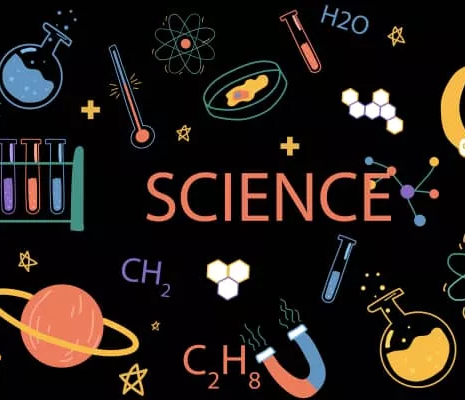 H2O
SCIENCE
CH₂
C₂H₈